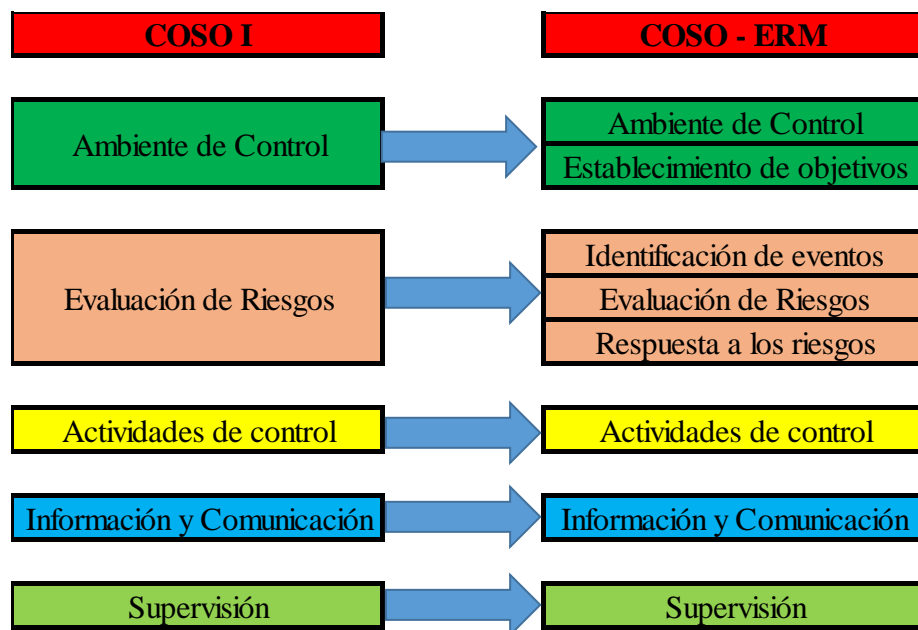 COSO I
COSO - ERM
Ambiente de Control
Ambiente de Control
Establecimiento de objetivos
Evaluación de Riesgos
Identificación de eventos
Evaluación de Riesgos
Respuesta a los riesgos
Actividades de control
Actividades de control
Información y Comunicación
Información y Comunicación
Supervisión
Supervisión